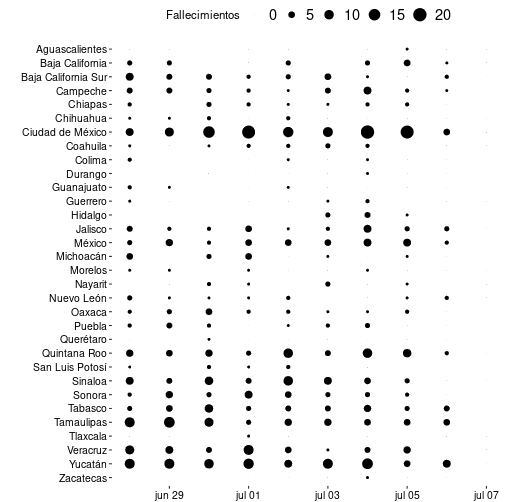 Fallecimientos 0 5 10 15 20
Aguascalientes
Baja California
Baja California Sur
Campeche
Chiapas
Chihuahua
Ciudad de México
Coahuila
Colima
Durango
Guanajuato
Guerrero
Hidalgo
Jalisco
México
Michoacán
Morelos
Nayarit
Nuevo León
Oaxaca
Puebla
Querétaro
Quintana Roo
San Luis Potosí
Sinaloa
Sonora
Tabasco
Tamaulipas
Tlaxcala
Veracruz
Yucatán
Zacatecas
jun 29 jul 01 jul 03 jul 05 jul 07